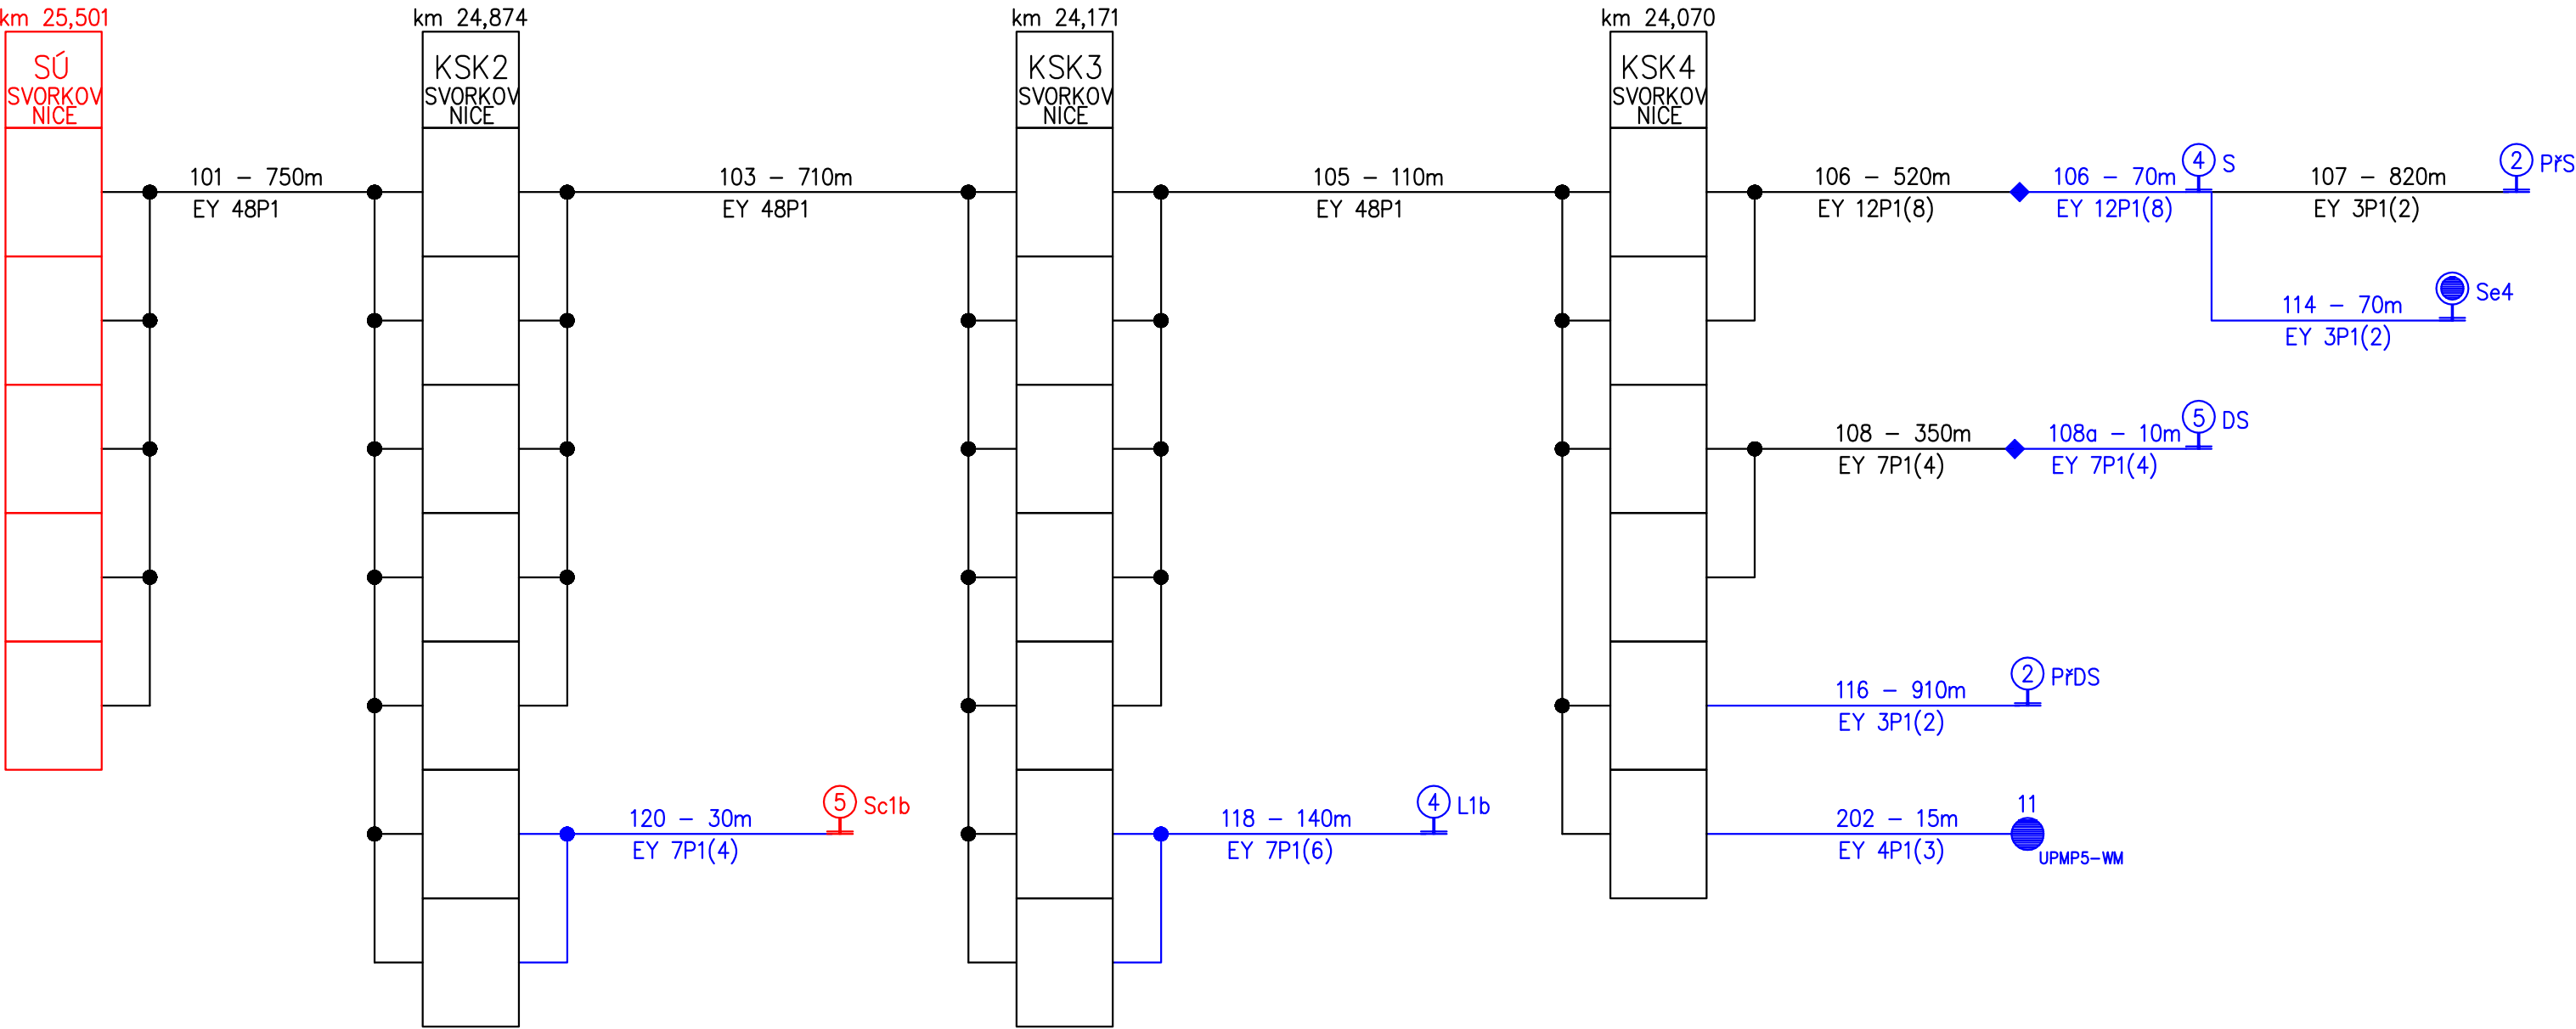 km 25,501
km 24,874
km 24,171
km 24,070
SÚ
SVORKOV
NICE
KSK2
SVORKOV
NICE
KSK3
SVORKOV
NICE
KSK4
SVORKOV
NICE
101 - 750m
EY 48P1
103 - 710m
EY 48P1
105 - 110m
EY 48P1
106 - 520m
EY 12P1(8)
106 - 70m
EY 12P1(8)
4 S
107 - 820m
EY 3P1(2)
2 PřS
114 - 70m
EY 3P1(2)
Se4
108 - 350m
EY 7P1(4)
108a - 10m
EY 7P1(4)
5 DS
116 - 910m
EY 3P1(2)
2 PřDS
120 - 30m
EY 7P1(4)
5 Sc1b
118 - 140m
EY 7P1(6)
4 L1b
202 - 15m
EY 4P1(3)
11
UPMP5-WM